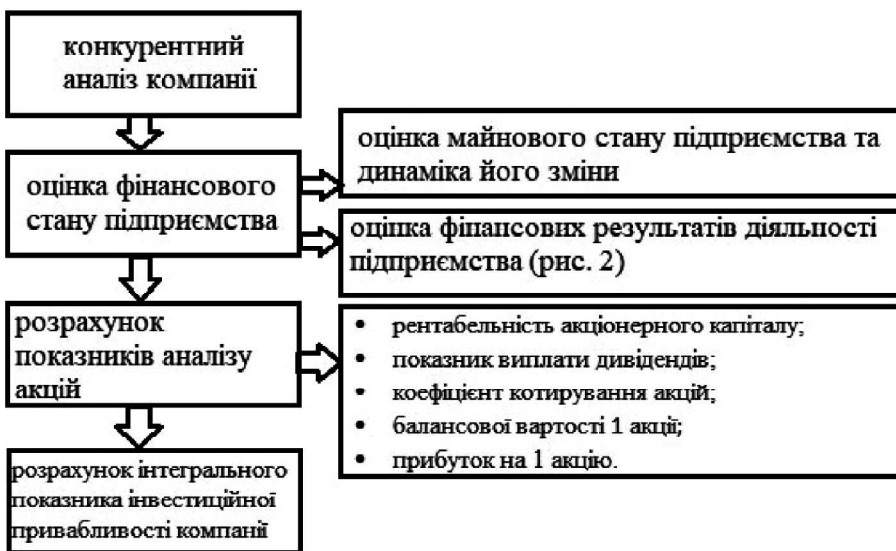 конкурентний
аналіз компанії
оцінка фінансового
стану підприємства
оцінка майнового стану підприємства та
динаміка його зміни
оцінка фінансових результатів діяльності
підприємства (рис. 2)
розрахунок
показників аналізу
акцій
• рентабельність акціонерного капіталу;
• показник виплати дивідендів;
• коефіцієнт котирування акцій;
• балансової вартості 1 акції;
• прибуток на 1 акцію.
розрахунок інтегрального
показника інвестиційної
привабливості компанії